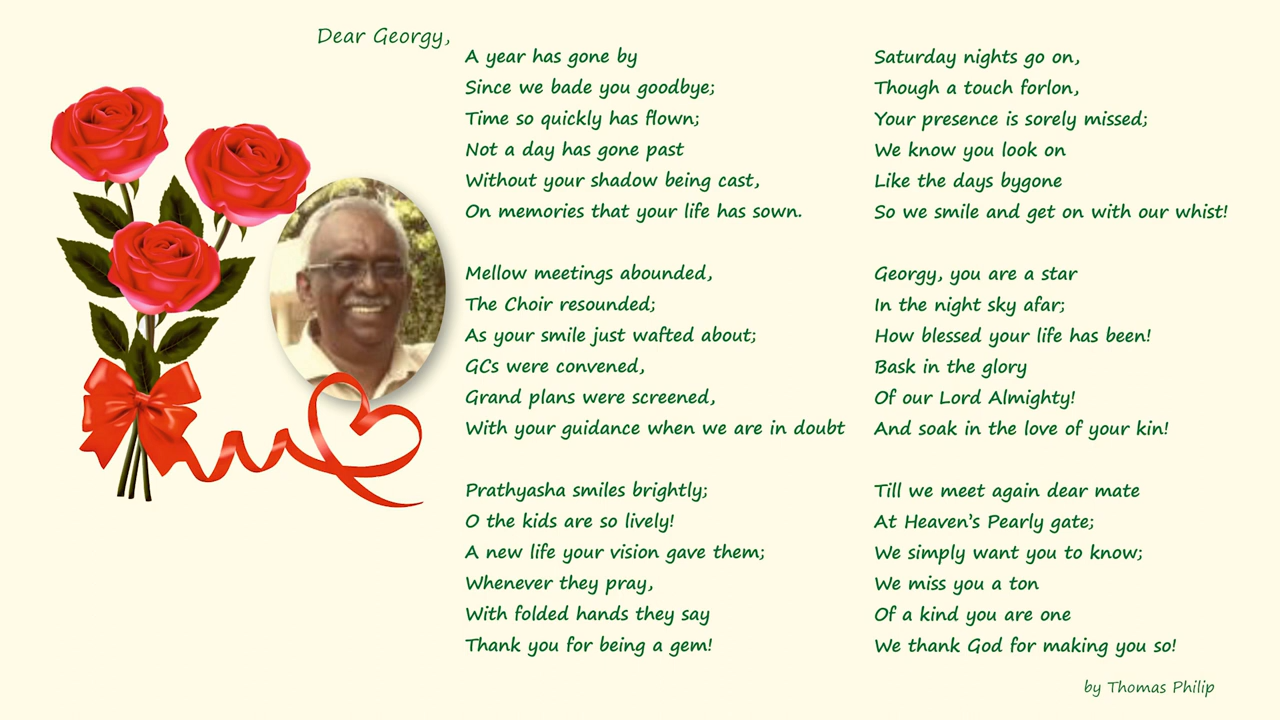 Dear Georgy,
A year has gone by
Since we bade you goodbye;
Time so quickly has flown;
Not a day has gone past
Without your shadow being cast,
On memories that your life has sown.
Mellow meetings abounded,
The Choir resounded;
As your smile just wafted about;
GCs were convened,
Grand plans were screened,
With your guidance when we are in doubt
Prathyasha smiles brightly;
O the kids are so lively!
A new life your vision gave them;
Whenever they pray,
With folded hands they say
Thank you for being a gem!
Saturday nights go on,
Though a touch forlon,
Your presence is sorely missed;
We know you look on
Like the days bygone
So we smile and get on with our whist!
Georgy, you are a star
In the night sky afar;
How blessed your life has been!
Bask in the glory
Of our Lord Almighty!
And soak in the love of your kin!
Till we meet again dear mate
At Heaven's Pearly gate;
We simply want you to know;
We miss you a ton
Of a kind you are one
We thank God for making you so!
by Thomas Philip